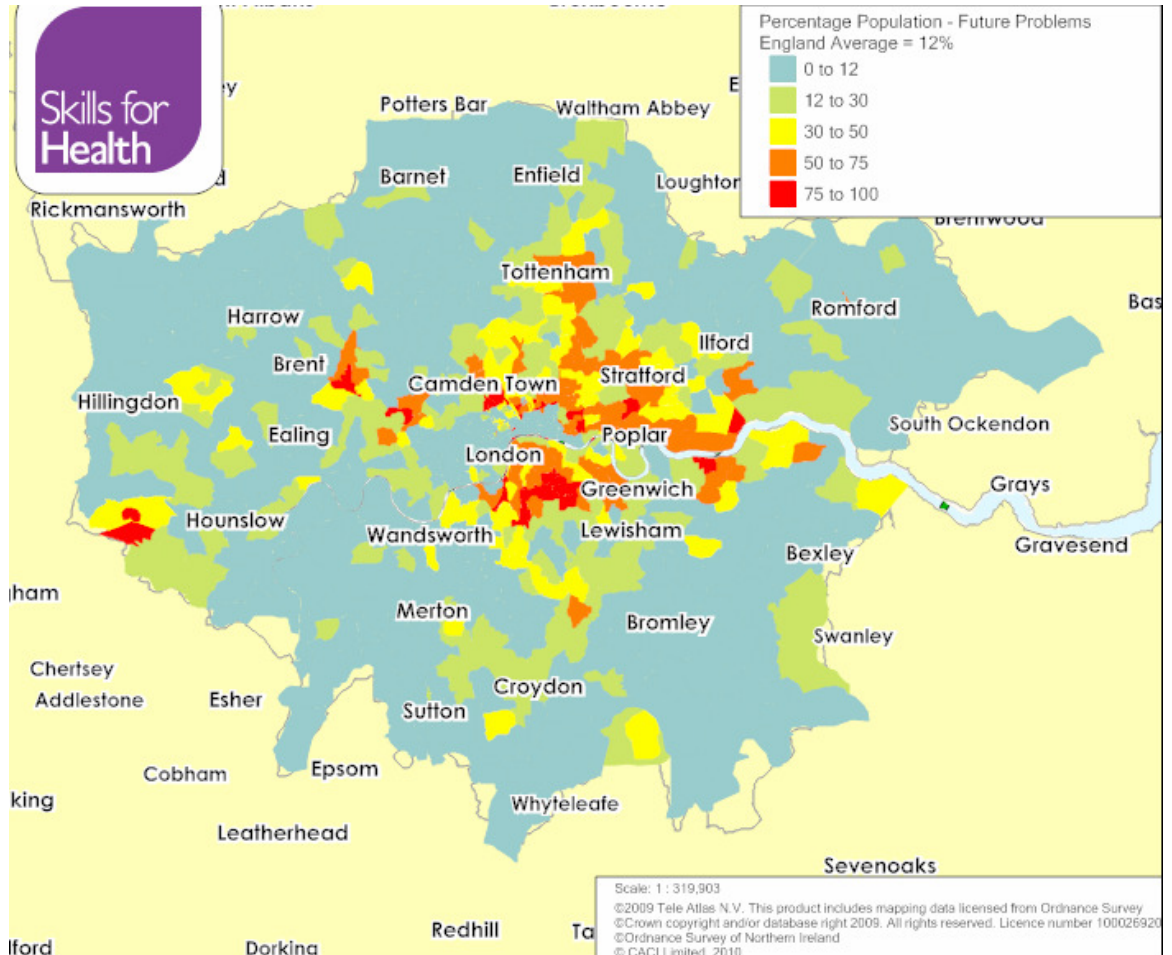 Skills for
Health
Percentage Population - Future Problems
England Average = 12%
0 to 12
12 to 30
30 to 50
50 to 75
75 to 100
Potters Bar
Waltham Abbey
Barnet
Enfield
Loughton
Rickmansworth
Brentwood
Tottenham
Romford
Bas
Harrow
Ilford
Brent
Camden Town
Stratford
Hillingdon
Ealing
Poplar
South Ockendon
London
Greenwich
Grays
Hounslow
Wandsworth
Lewisham
Gravesend
Bexley
gham
Merton
Bromley
Swanley
Chertsey
Addlestone
Esher
Croydon
Sutton
Cobham
Epsom
king
Whyteleafe
Leatherhead
Sevenoaks
Scale: 1 : 319,903
©2009 Tele Atlas N.V. This product includes mapping data licensed from Ordnance Survey
©Crown copyright and/or database right 2009. All rights reserved. Licence number 100026920
©Ordnance Survey of Northern Ireland
© CACI Limited, 2010
Redhill
Ta
lford
Dorking